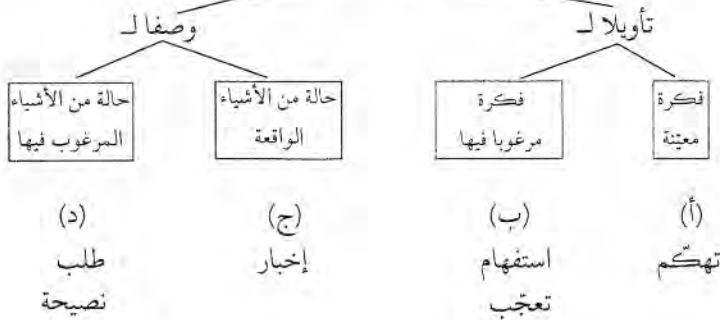 تأويلا لـ
وصفا لـ
فكرة
معيّنة
فكرة
مرغوبا فيها
حالة من الأشياء
الواقعة
حالة من الأشياء
المرغوب فيها
(أ)
(ب)
(ج)
(د)
تهكّم
استفهام
إخبار
طلب
تعجّب
نصيحة